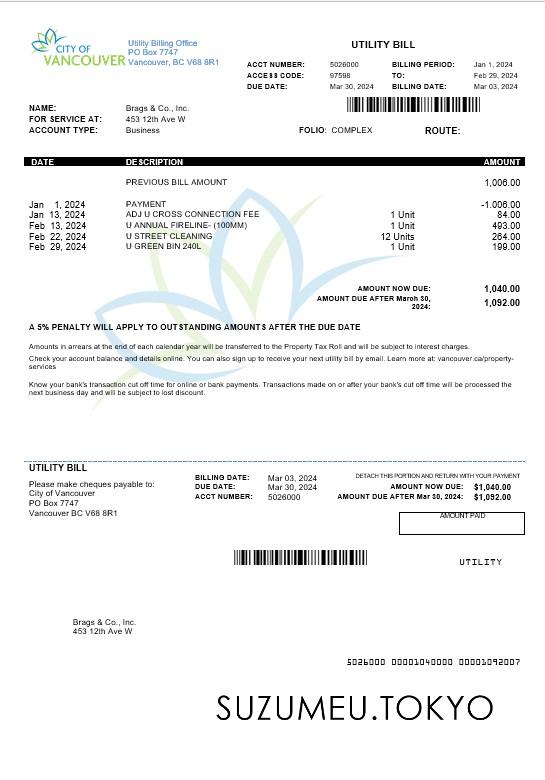 CITY OF
VANCOUVER
Utility Billing Office
PO Box 7747
Vancouver, BC V68 8R1
UTILITY BILL
ACCT NUMBER: 5026000 BILLING PERIOD: Jan 1, 2024
ACCESS CODE: 97598 TO: Feb 29, 2024
DUE DATE: Mar 30, 2024 BILLING DATE: Mar 03, 2024
NAME: Brags & Co., Inc.
FOR SERVICE AT: 453 12th Ave W
ACCOUNT TYPE: Business FOLIO: COMPLEX ROUTE:
DATE DESCRIPTION AMOUNT
PREVIOUS BILL AMOUNT 1,006.00
Jan 1, 2024 PAYMENT -1.006.00
Jan 13, 2024 ADJ U CROSS CONNECTION FEE 1 Unit 84.00
Feb 13, 2024 U ANNUAL FIRELINE- (100MM) 1 Unit 493.00
Feb 22, 2024 U STREET CLEANING 12 Units 264.00
Feb 29, 2024 U GREEN BIN 240L 1 Unit 199.00
AMOUNT NOW DUE: 1,040.00
AMOUNT DUE AFTER March 30, 2024: 1,092.00
A 5% PENALTY WILL APPLY TO OUTSTANDING AMOUNTS AFTER THE DUE DATE
Amounts in arrears at the end of each calendar year will be transferred to the Property Tax Roll and will be subject to interest charges.
Check your account balance and details online. You can also sign up to receive your next utility bill by email. Learn more at: vancouver.ca/property-
services
Know your bank's transaction cut off time for online or bank payments. Transactions made on or after your bank's cut off time will be processed the
next business day and will be subject to lost discount.
UTILITY BILL
Please make cheques payable to:
City of Vancouver
PO Box 7747
Vancouver BC V68 8R1
BILLING DATE: Mar 03, 2024
DUE DATE: Mar 30, 2024
ACCT NUMBER: 5026000
DETACH THIS PORTION AND RETURN WITH YOUR PAYMENT
AMOUNT NOW DUE: $1,040.00
AMOUNT DUE AFTER Mar 30, 2024: $1,092.00
AMOUNT PAID
UTILITY
Brags & Co., Inc.
453 12th Ave W
5026000 00001040000 00001092007
SUZUMEU.TOKYO